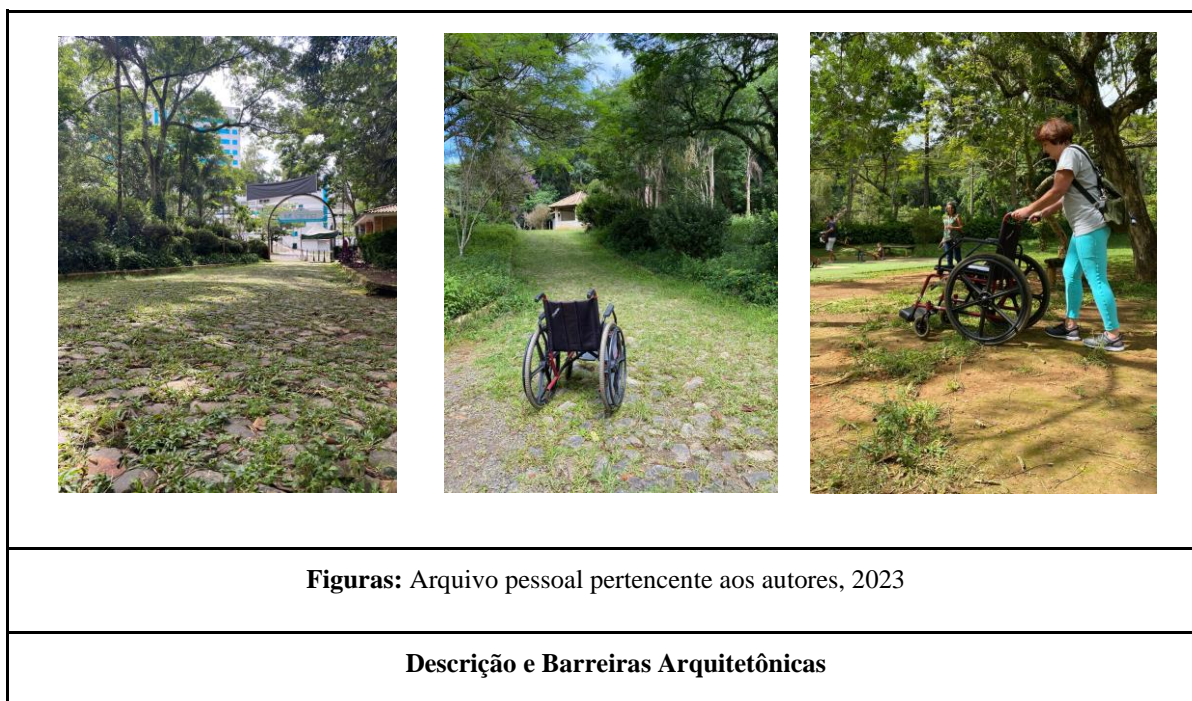 Figuras: Arquivo pessoal pertencente aos autores, 2023
Descrição e Barreiras Arquitetônicas